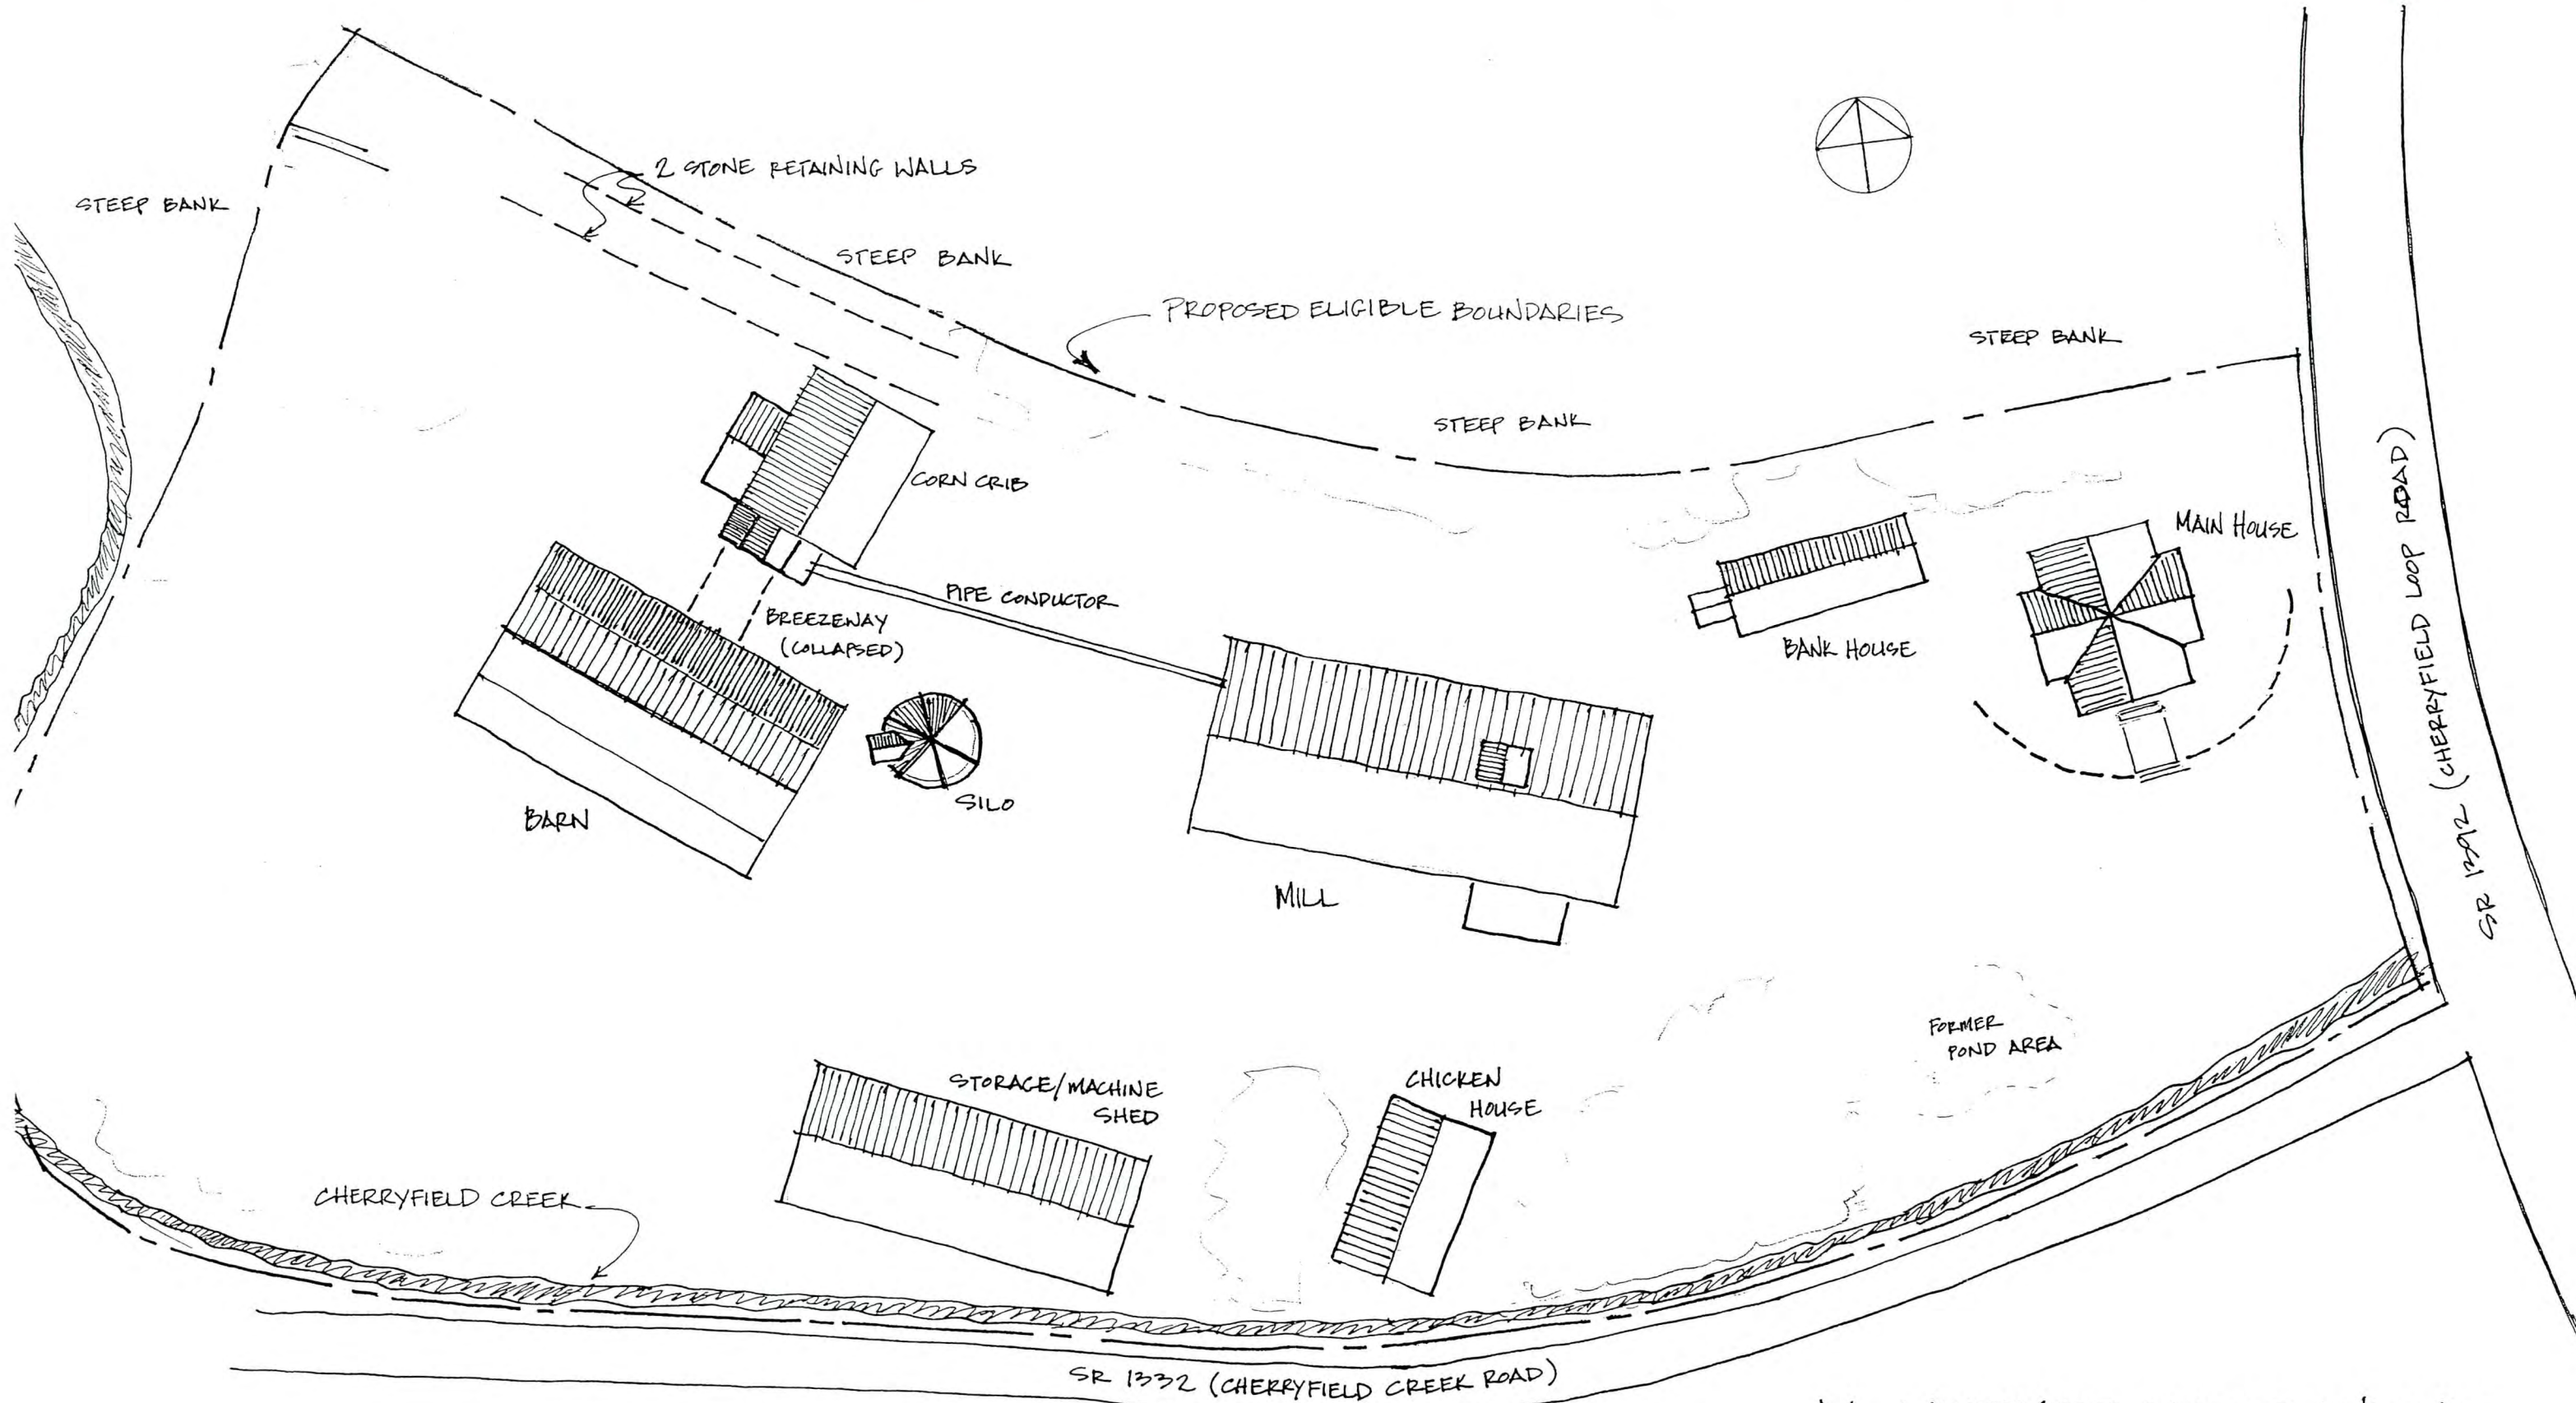 2 STONE RETAINING WALLS
STEEP BANK
STEEP BANK
PROPOSED ELIGIBLE BOUNDARIES
STEEP BANK
STEEP BANK
CORN CRIB
MAIN HOUSE
PIPE CONDUCTOR
BREEZEWAY
(COLLAPSED)
BANK HOUSE
SILO
BARN
MILL
SR 1392 (CHERRYFIELD LOOP ROAD)
FORMER
POND AREA
STORAGE/MACHINE
SHED
CHICKEN
HOUSE
CHERRYFIELD CREEK
SR 1332 (CHERRYFIELD CREEK ROAD)